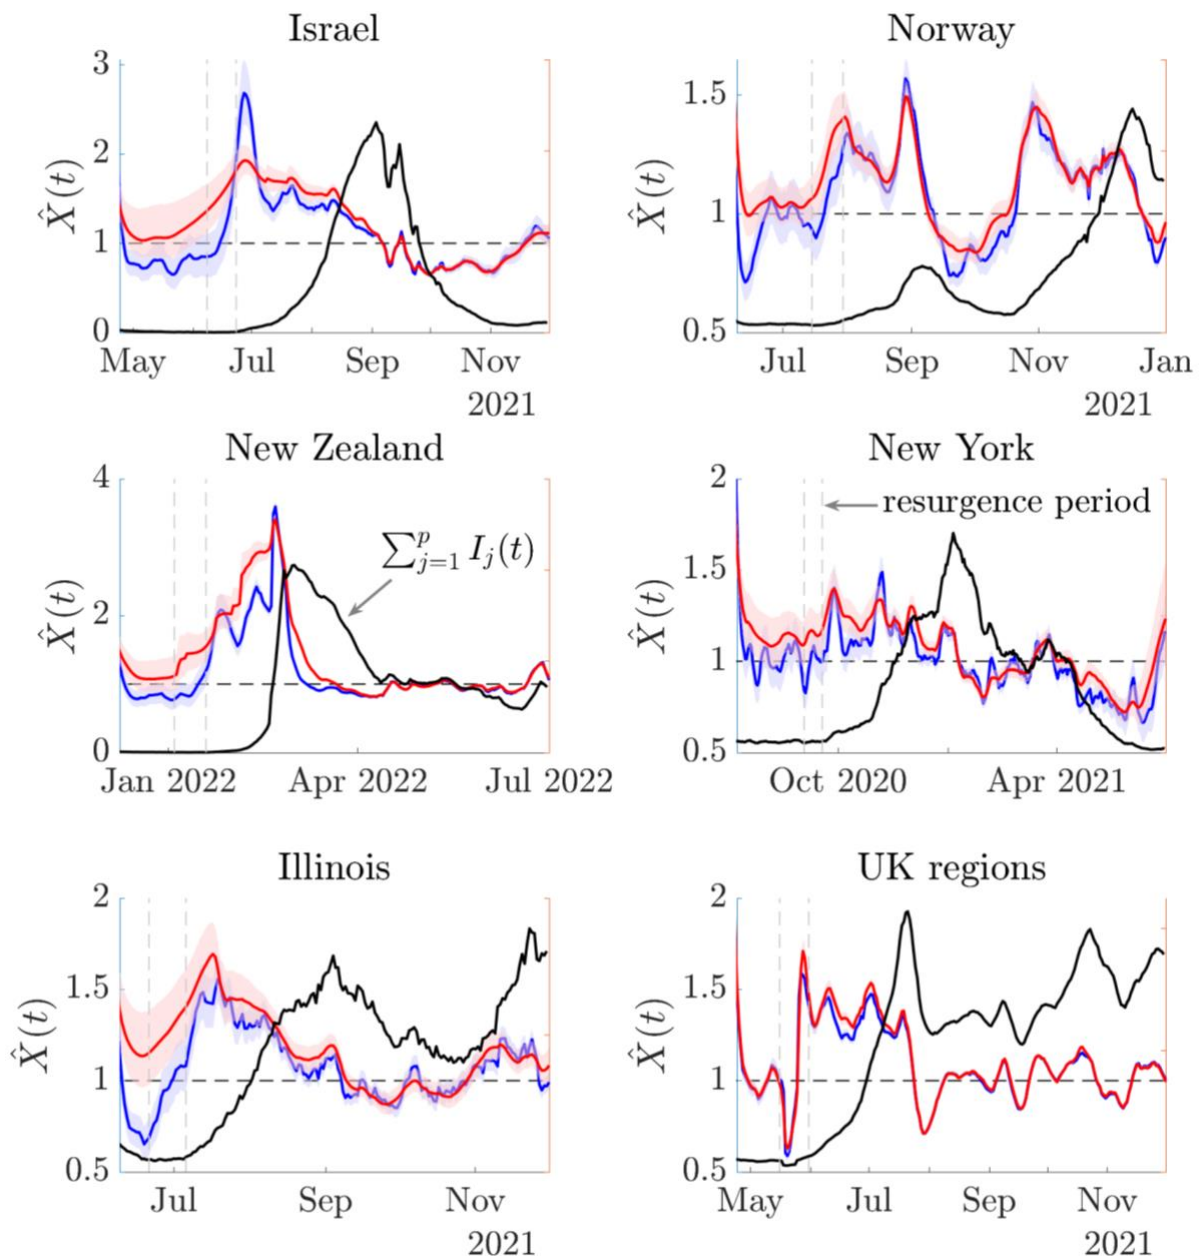 Israel
Norway
3
2
1
0
X̂(t)
May Jul Sep Nov
2021
1.5
1
0.5
X̂(t)
Jul Sep Nov Jan
2021
New Zealand
New York
4
2
0
X̂(t)
∑ᵖⱼ₌₁ Iⱼ(t)
Jan 2022 Apr 2022 Jul 2022
2
1.5
1
0.5
X̂(t)
resurgence period
Oct 2020 Apr 2021
Illinois
UK regions
2
1.5
1
0.5
X̂(t)
Jul Sep Nov
2021
2
1.5
1
0.5
X̂(t)
May Jul Sep Nov
2021